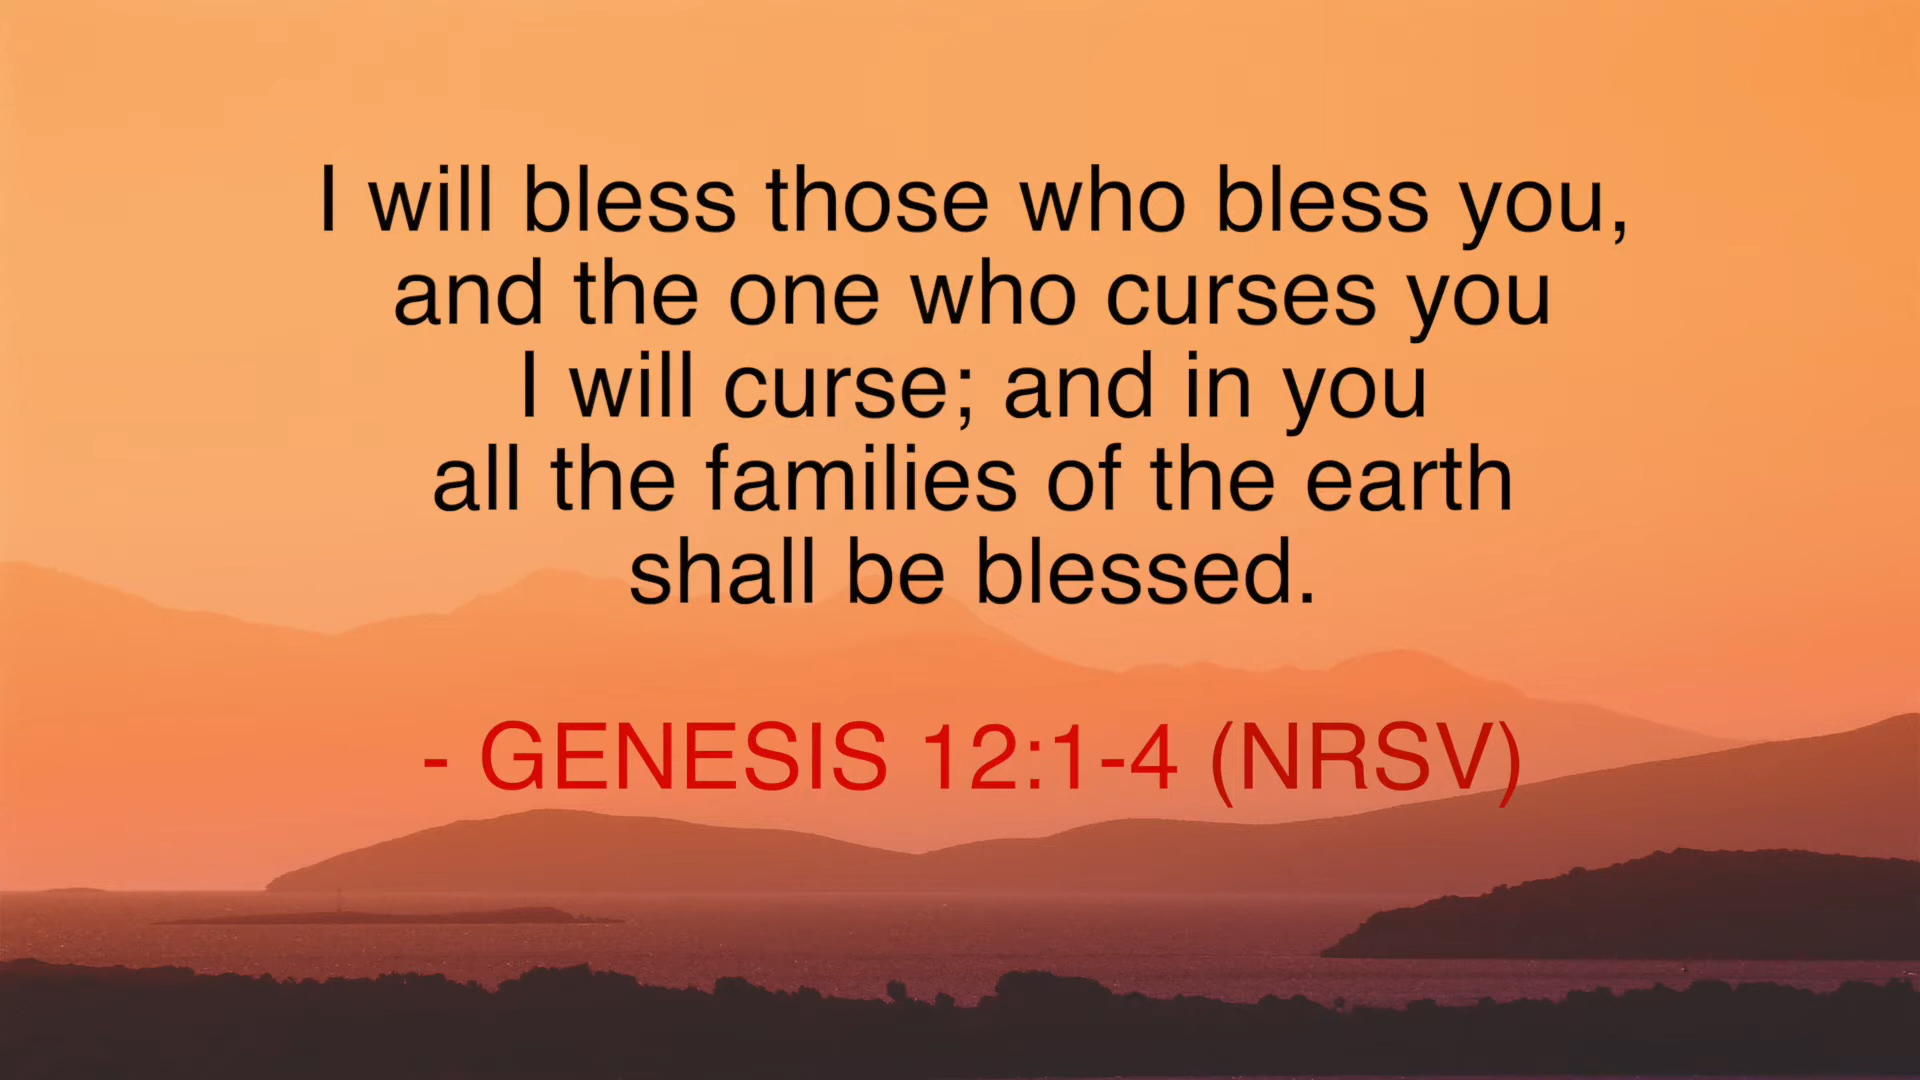 I will bless those who bless you,
and the one who curses you
I will curse; and in you
all the families of the earth
shall be blessed.
- GENESIS 12:1-4 (NRSV)